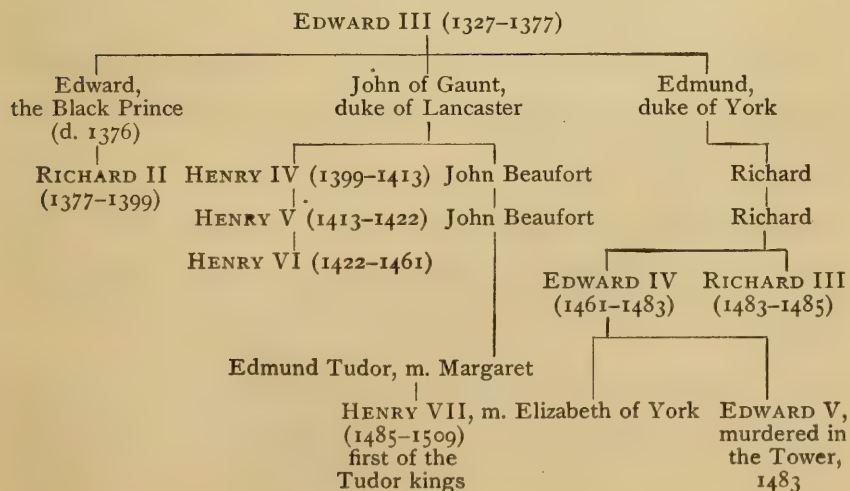 EDWARD III (1327–1377)
Edward,
the Black Prince
(d. 1376)
John of Gaunt,
duke of Lancaster
Edmund,
duke of York
RICHARD II
(1377–1399)
HENRY IV (1399–1413) John Beaufort Richard
HENRY V (1413–1422) John Beaufort Richard
HENRY VI (1422–1461)
EDWARD IV
(1461–1483)
RICHARD III
(1483–1485)
Edmund Tudor, m. Margaret
HENRY VII, m. Elizabeth of York
(1485–1509)
first of the
Tudor kings
EDWARD V,
murdered in
the Tower,
1483